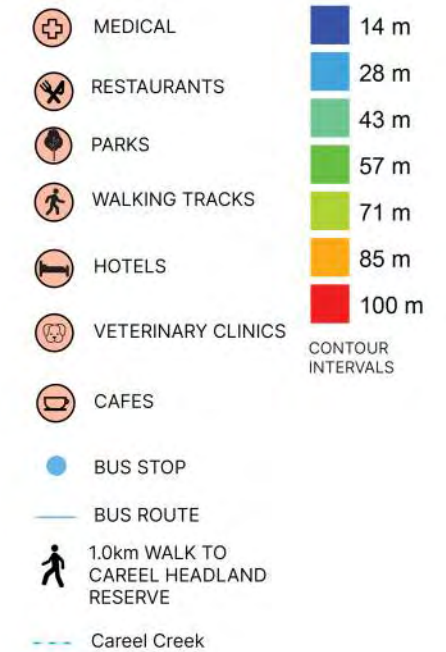 MEDICAL
RESTAURANTS
PARKS
WALKING TRACKS
HOTELS
VETERINARY CLINICS
CAFES
BUS STOP
BUS ROUTE
1.0km WALK TO
CAREEL HEADLAND
RESERVE
Careel Creek
14 m
28 m
43 m
57 m
71 m
85 m
100 m
CONTOUR
INTERVALS